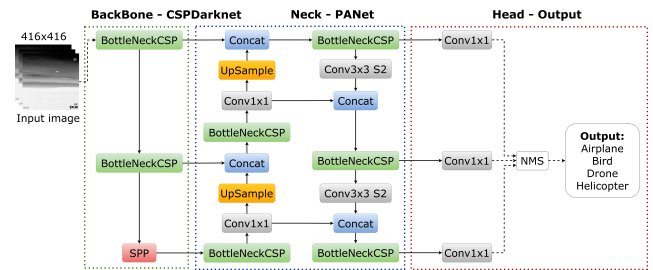 BackBone - CSPDarknet
Neck - PANet
Head - Output
416x416
Input image
BottleNeckCSP
Concat
BottleNeckCSP
Conv1x1
UpSample
Conv3x3 S2
Conv1x1
Concat
BottleNeckCSP
BottleNeckCSP
Concat
BottleNeckCSP
Conv1x1
NMS
Output:
Airplane
Bird
Drone
Helicopter
UpSample
Conv3x3 S2
Conv1x1
Concat
SPP
BottleNeckCSP
BottleNeckCSP
Conv1x1